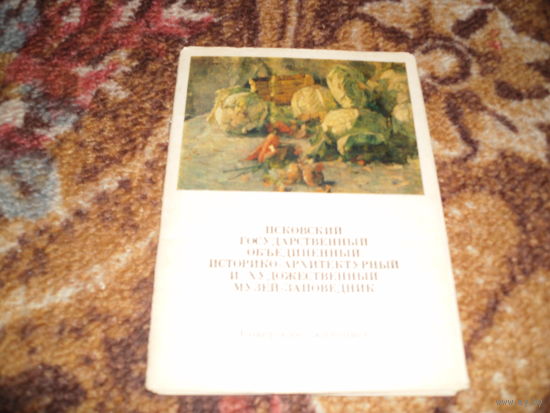 ПСКОВСКИЙ
ГОСУДАРСТВЕННЫЙ
ОБЪЕДИНЕННЫЙ
ИСТОРИКО-АРХИТЕКТУРНЫЙ
И ХУДОЖЕСТВЕННЫЙ
МУЗЕЙ-ЗАПОВЕДНИК